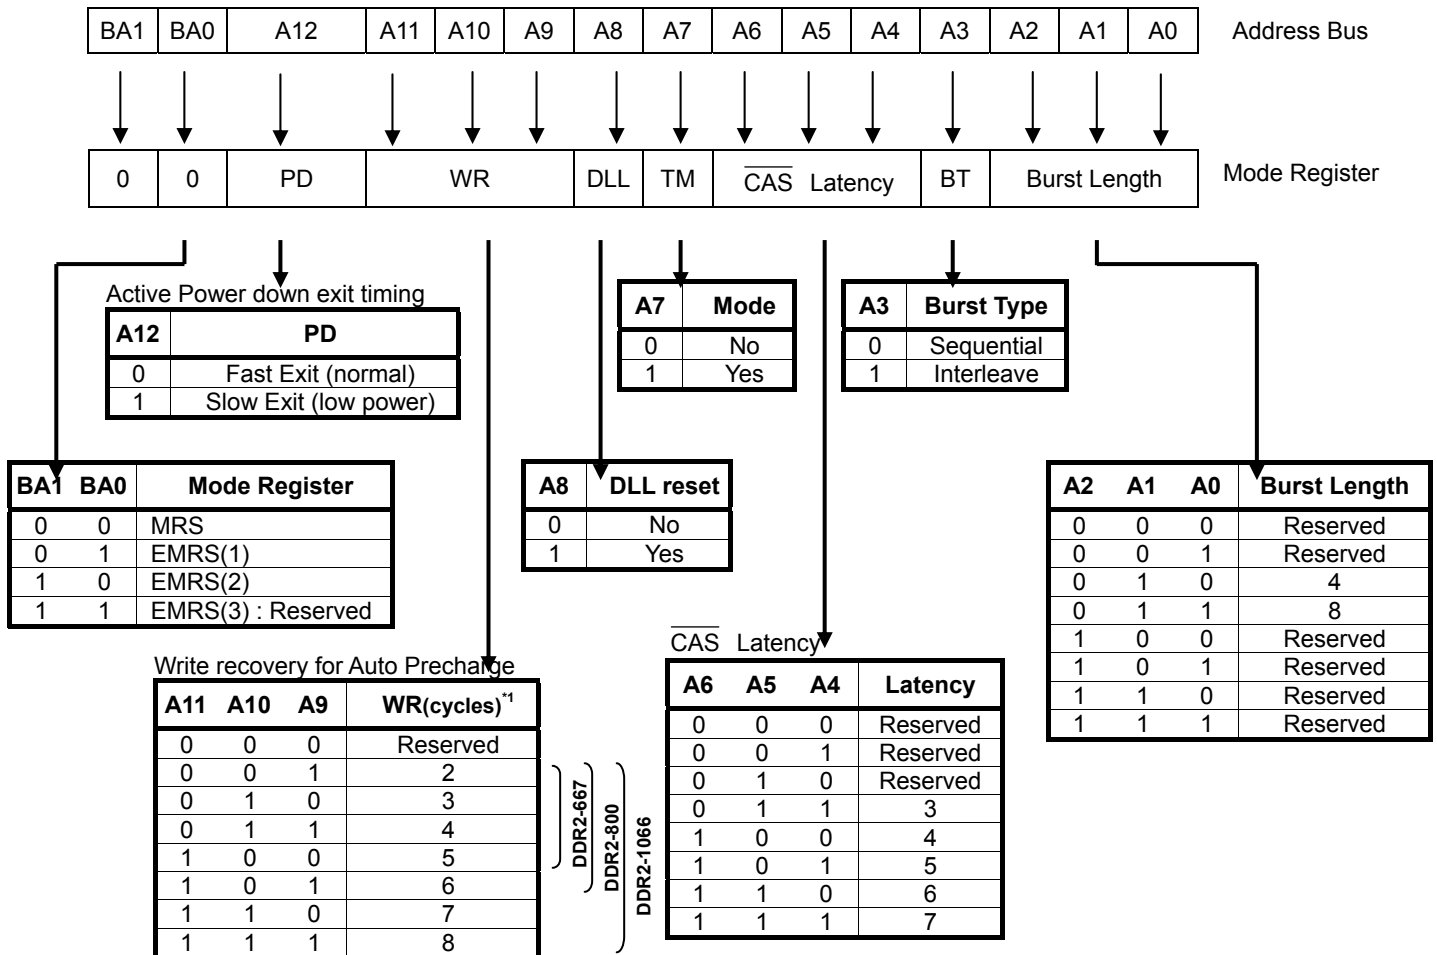 BA1 BA0 A12 A11 A10 A9 A8 A7 A6 A5 A4 A3 A2 A1 A0 Address Bus
0 0 PD WR DLL TM CAS Latency BT Burst Length Mode Register
Active Power down exit timing
A12 PD
0 Fast Exit (normal)
1 Slow Exit (low power)
A7 Mode
0 No
1 Yes
A3 Burst Type
0 Sequential
1 Interleave
BA1 BA0 Mode Register
0 0 MRS
0 1 EMRS(1)
1 0 EMRS(2)
1 1 EMRS(3) : Reserved
A8 DLL reset
0 No
1 Yes
A2 A1 A0 Burst Length
0 0 0 Reserved
0 0 1 Reserved
0 1 0 4
0 1 1 8
1 0 0 Reserved
1 0 1 Reserved
1 1 0 Reserved
1 1 1 Reserved
Write recovery for Auto Precharge
A11 A10 A9 WR(cycles)*1
0 0 0 Reserved
0 0 1 2
0 1 0 3
0 1 1 4
1 0 0 5
1 0 1 6
1 1 0 7
1 1 1 8
DDR2-667
DDR2-800
DDR2-1066
CAS Latency
A6 A5 A4 Latency
0 0 0 Reserved
0 0 1 Reserved
0 1 0 Reserved
0 1 1 3
1 0 0 4
1 0 1 5
1 1 0 6
1 1 1 7